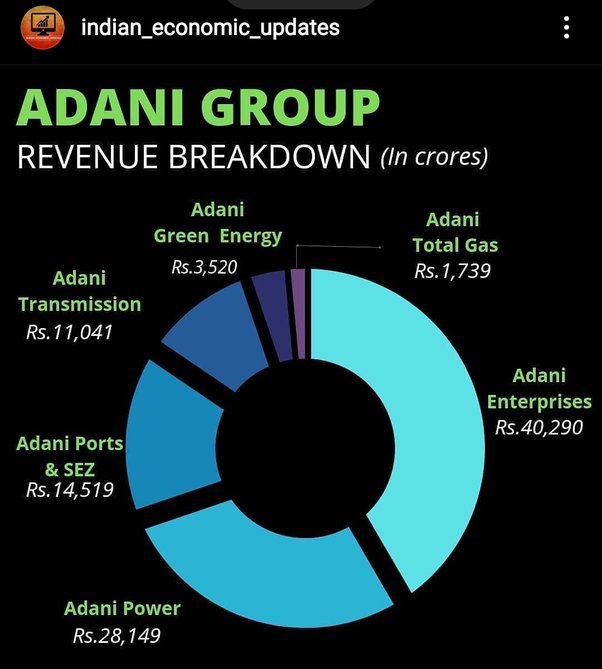 indian_economic_updates
ADANI GROUP
REVENUE BREAKDOWN (In crores)
Adani
Green Energy
Rs.3,520
Adani
Total Gas
Rs.1,739
Adani
Transmission
Rs.11,041
Adani
Enterprises
Rs.40,290
Adani Ports
& SEZ
Rs.14,519
Adani Power
Rs.28,149